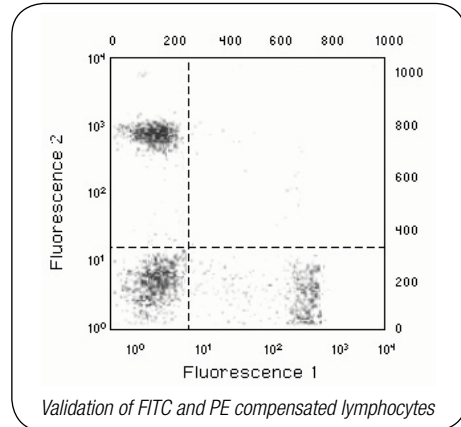 0 200 400 600 800 1000
10⁴
10³
10²
10¹
10⁰
Fluorescence 2
1000
800
600
400
200
0
10⁰ 10¹ 10² 10³ 10⁴
Fluorescence 1
Validation of FITC and PE compensated lymphocytes